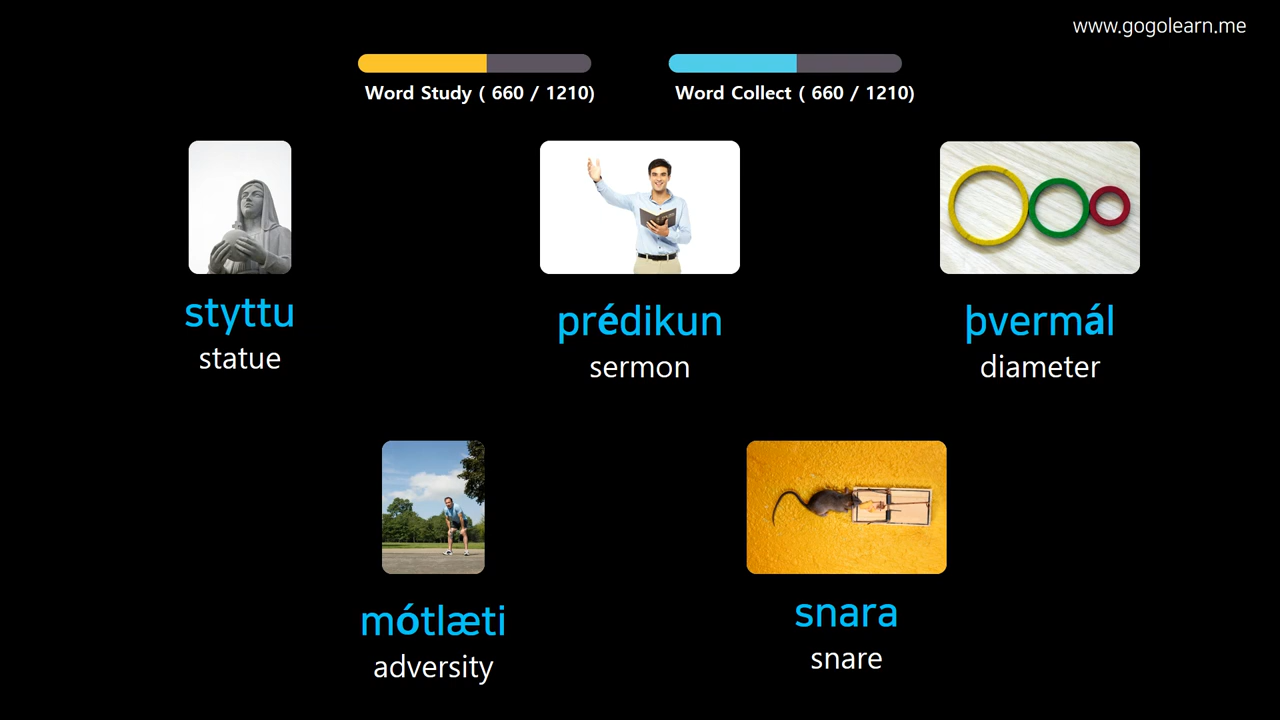 www.gogolearn.me
Word Study ( 660 / 1210)
Word Collect ( 660 / 1210)
styttu
statue
prédikun
sermon
þvermál
diameter
mótlæti
adversity
snara
snare